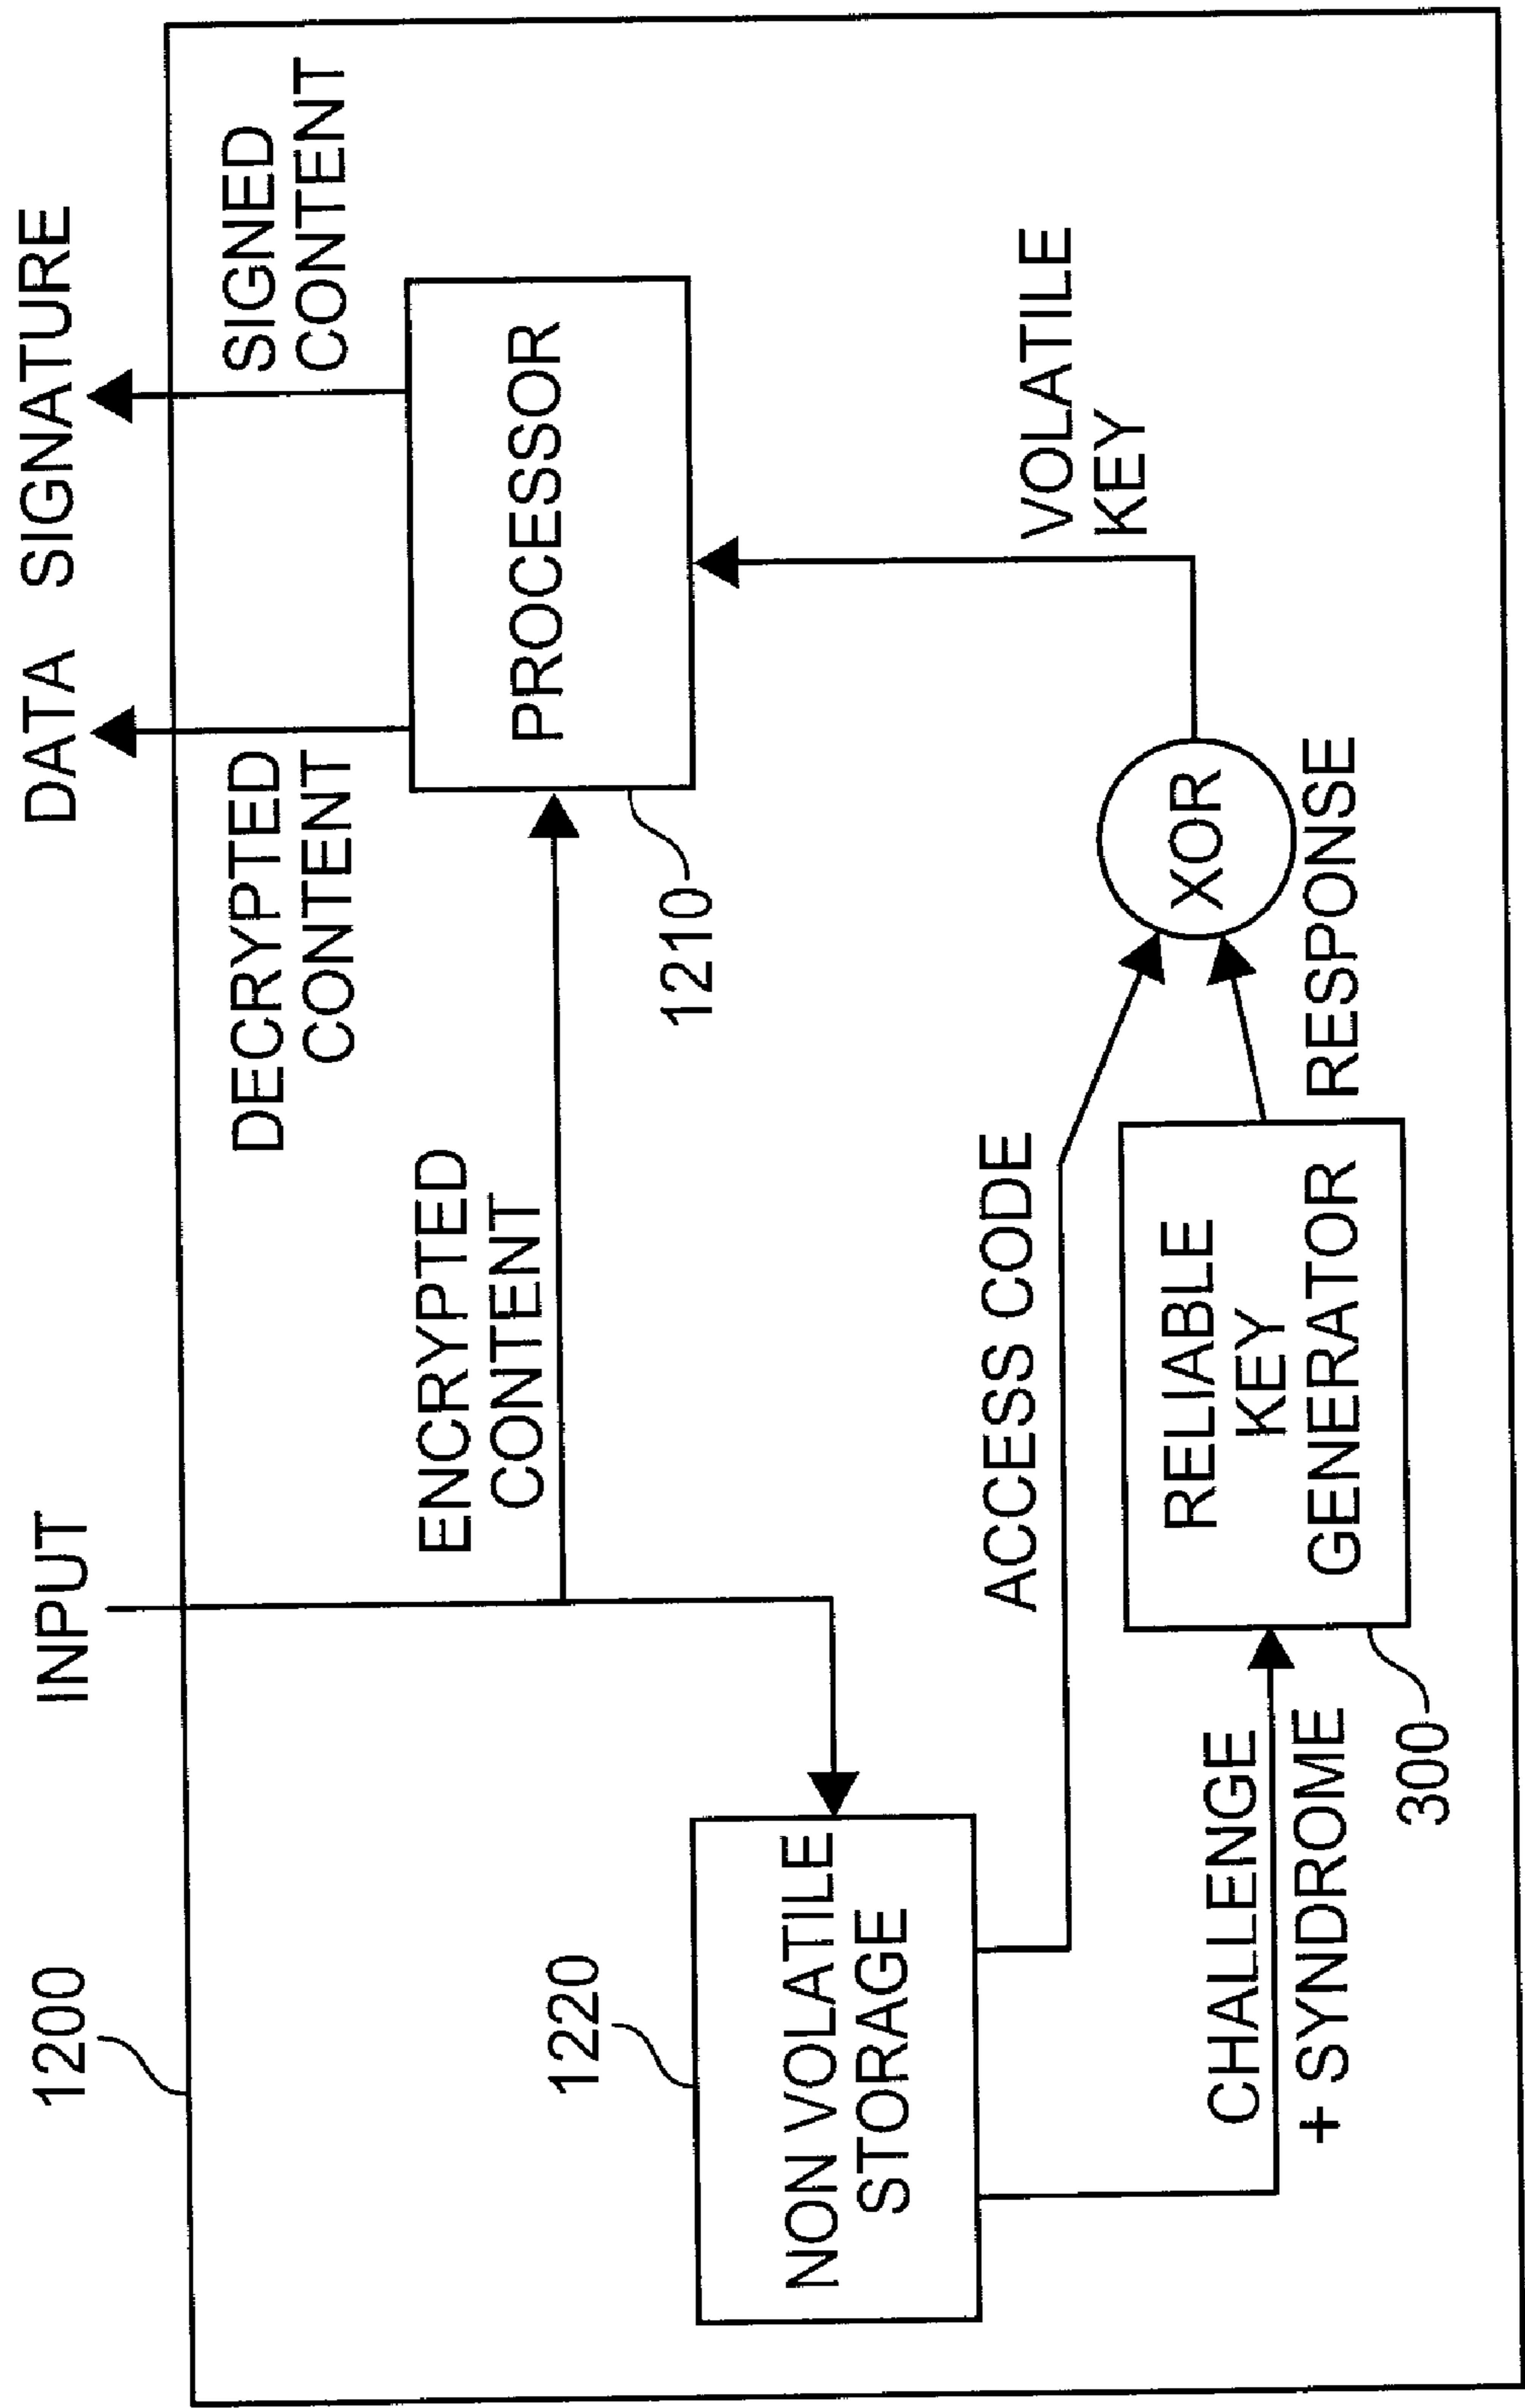 1200
INPUT
DATA
SIGNATURE
DECRYPTED
CONTENT
SIGNED
CONTENT
ENCRYPTED
CONTENT
PROCESSOR
1210
1220
NON VOLATILE
STORAGE
ACCESS CODE
VOLATILE
KEY
XOR
RESPONSE
CHALLENGE
+ SYNDROME
RELIABLE
KEY
GENERATOR
300